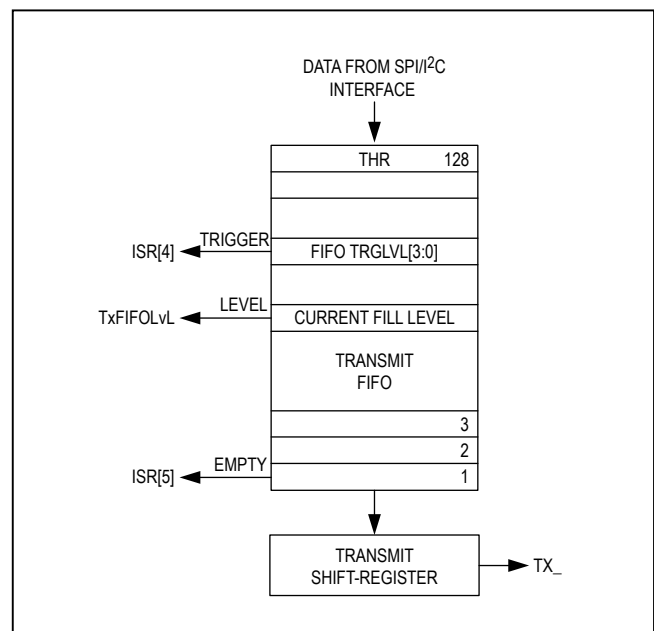 DATA FROM SPI/I²C
INTERFACE
THR 128
TRIGGER
ISR[4]
FIFO TRGLVL[3:0]
LEVEL
TxFIFOLvL
CURRENT FILL LEVEL
TRANSMIT
FIFO
3
2
EMPTY
ISR[5]
1
TRANSMIT
SHIFT-REGISTER
TX_